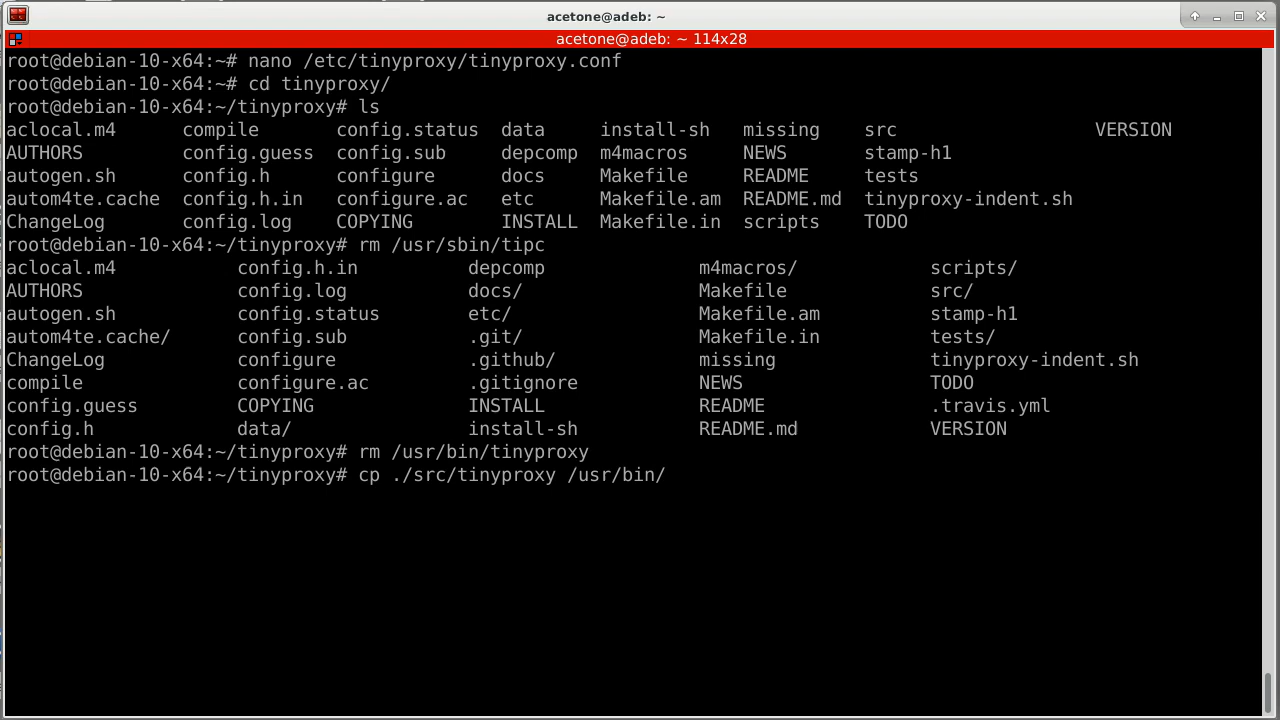 acetone@adeb: ~
acetone@adeb: ~ 114x28
root@debian-10-x64:~# nano /etc/tinyproxy/tinyproxy.conf
root@debian-10-x64:~# cd tinyproxy/
root@debian-10-x64:~/tinyproxy# ls
aclocal.m4 compile config.status data install-sh missing src VERSION
AUTHORS config.guess config.sub depcomp m4macros NEWS stamp-h1
autogen.sh config.h configure docs Makefile README tests
autom4te.cache config.h.in configure.ac etc Makefile.am README.md tinyproxy-indent.sh
ChangeLog config.log COPYING INSTALL Makefile.in scripts TODO
root@debian-10-x64:~/tinyproxy# rm /usr/sbin/tipc
aclocal.m4 config.h.in depcomp m4macros/ scripts/
AUTHORS config.log docs/ Makefile src/
autogen.sh config.status etc/ Makefile.am stamp-h1
autom4te.cache/ config.sub .git/ Makefile.in tests/
ChangeLog configure .github/ missing tinyproxy-indent.sh
compile configure.ac .gitignore NEWS TODO
config.guess COPYING INSTALL README .travis.yml
config.h data/ install-sh README.md VERSION
root@debian-10-x64:~/tinyproxy# rm /usr/bin/tinyproxy
root@debian-10-x64:~/tinyproxy# cp ./src/tinyproxy /usr/bin/